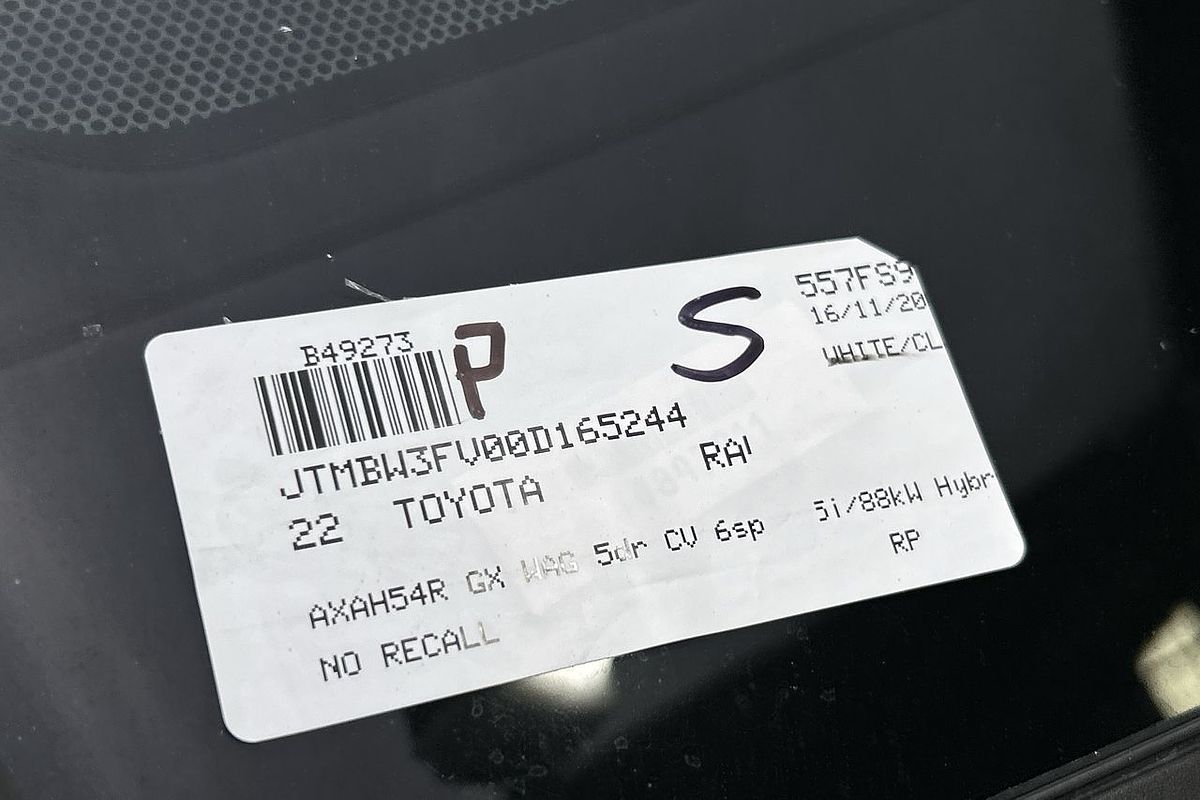 B49273 P S 557FS9
16/11/20
WHITE/CL
JTMBW3FV00D165244
22 TOYOTA RA
AXAH54R GX WAG 5dr CV 6sp 5i/88kW Hybr
NO RECALL RP